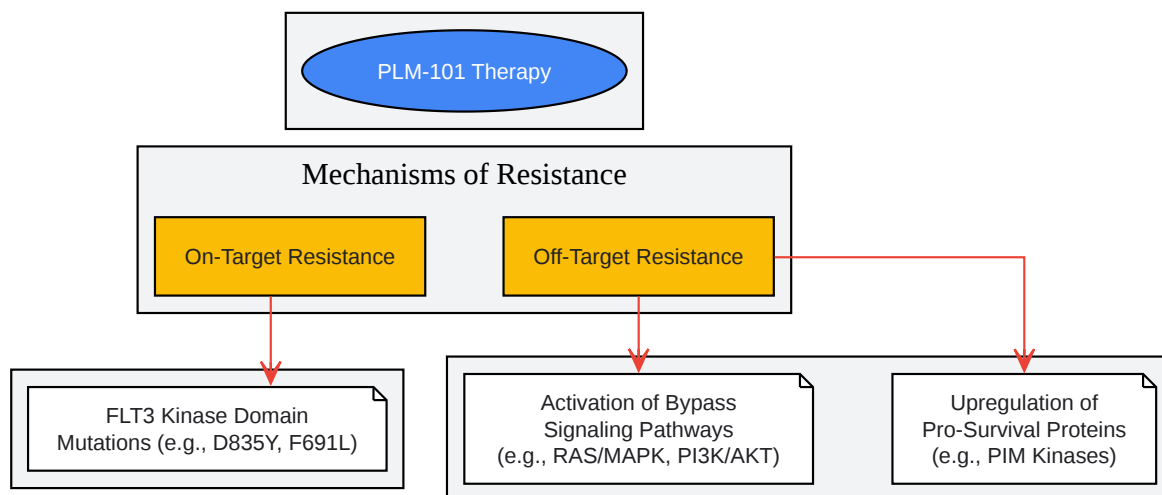 PLM-101 Therapy
Mechanisms of Resistance
On-Target Resistance
Off-Target Resistance
FLT3 Kinase Domain
Mutations (e.g., D835Y, F691L)
Activation of Bypass
Signaling Pathways
(e.g., RAS/MAPK, PI3K/AKT)
Upregulation of
Pro-Survival Proteins
(e.g., PIM Kinases)